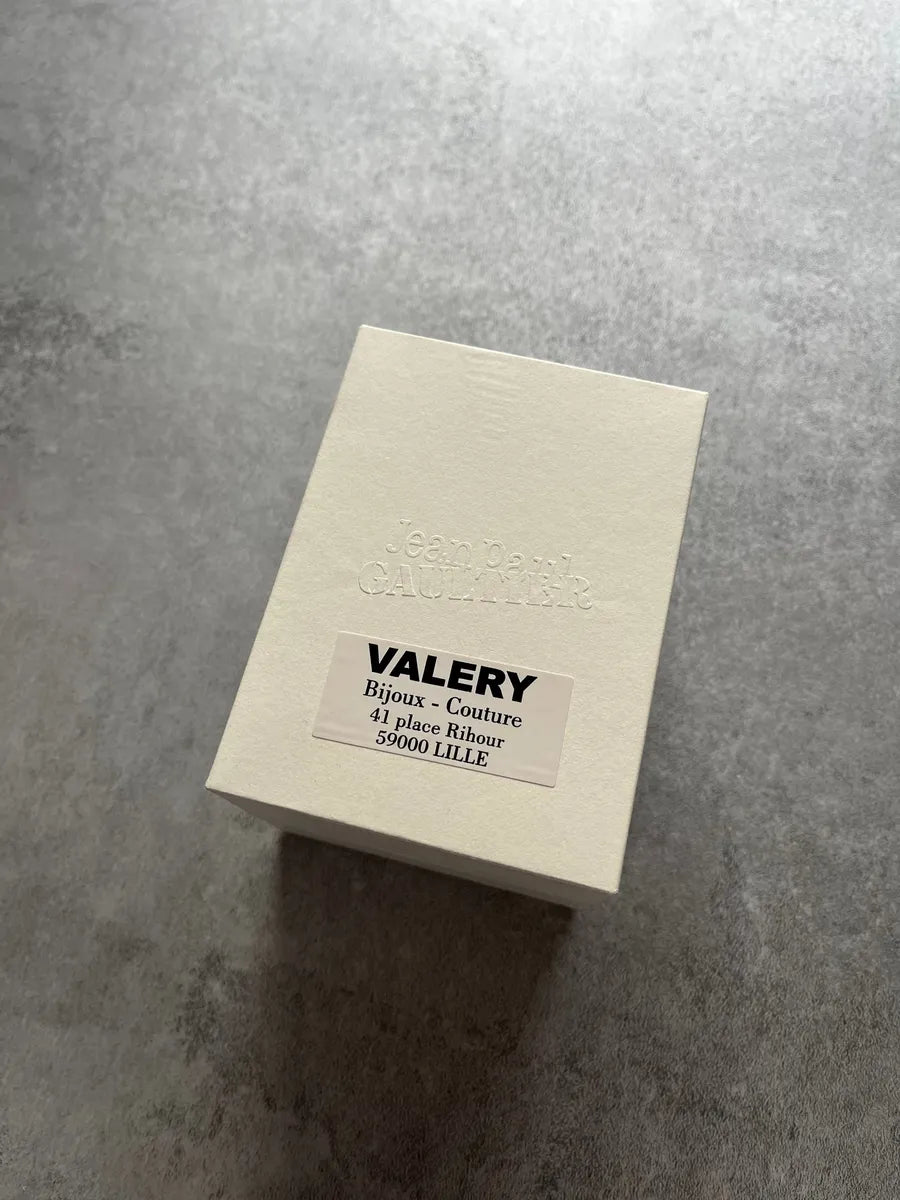 Jean Paul
GAULTIER
VALERY
Bijoux - Couture
41 place Rihour
59000 LILLE